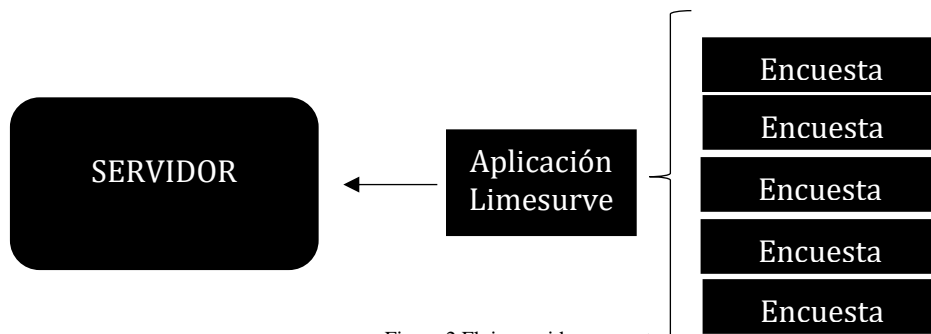 SERVIDOR
Aplicación
Limesurve
Encuesta
Encuesta
Encuesta
Encuesta
Encuesta